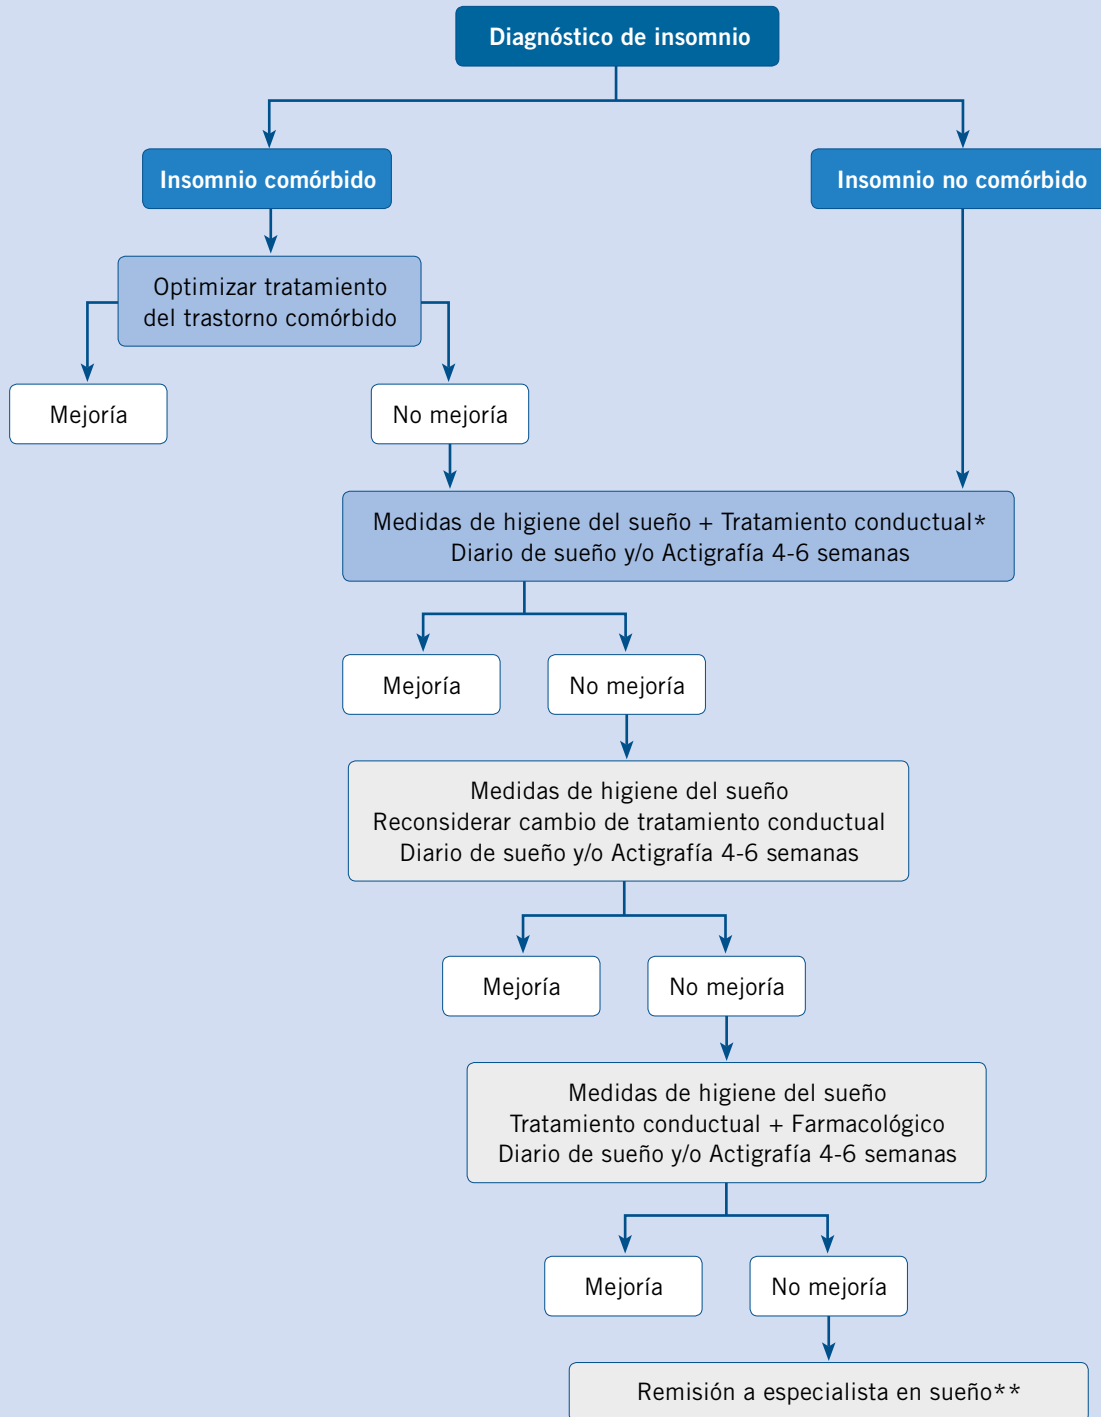 Diagnóstico de insomnio
Insomnio comórbido
Insomnio no comórbido
Optimizar tratamiento
del trastorno comórbido
Mejoría
No mejoría
Medidas de higiene del sueño + Tratamiento conductual*
Diario de sueño y/o Actigrafía 4-6 semanas
Mejoría
No mejoría
Medidas de higiene del sueño
Reconsiderar cambio de tratamiento conductual
Diario de sueño y/o Actigrafía 4-6 semanas
Mejoría
No mejoría
Medidas de higiene del sueño
Tratamiento conductual + Farmacológico
Diario de sueño y/o Actigrafía 4-6 semanas
Mejoría
No mejoría
Remisión a especialista en sueño**